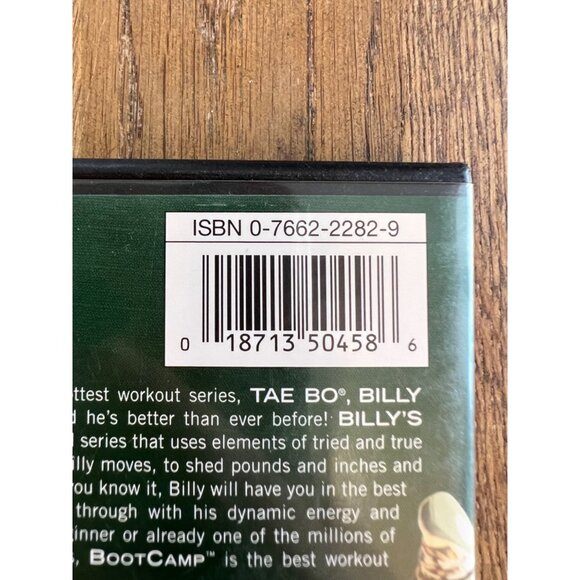 ISBN 0-7662-2282-9
0 18713 50458 6
ottest workout series, TAE BO®, BILLY
he's better than ever before! BILLY'S
series that uses elements of tried and true
illy moves, to shed pounds and inches and
you know it, Billy will have you in the best
through with his dynamic energy and
inner or already one of the millions of
, BOOTCAMP™ is the best workout